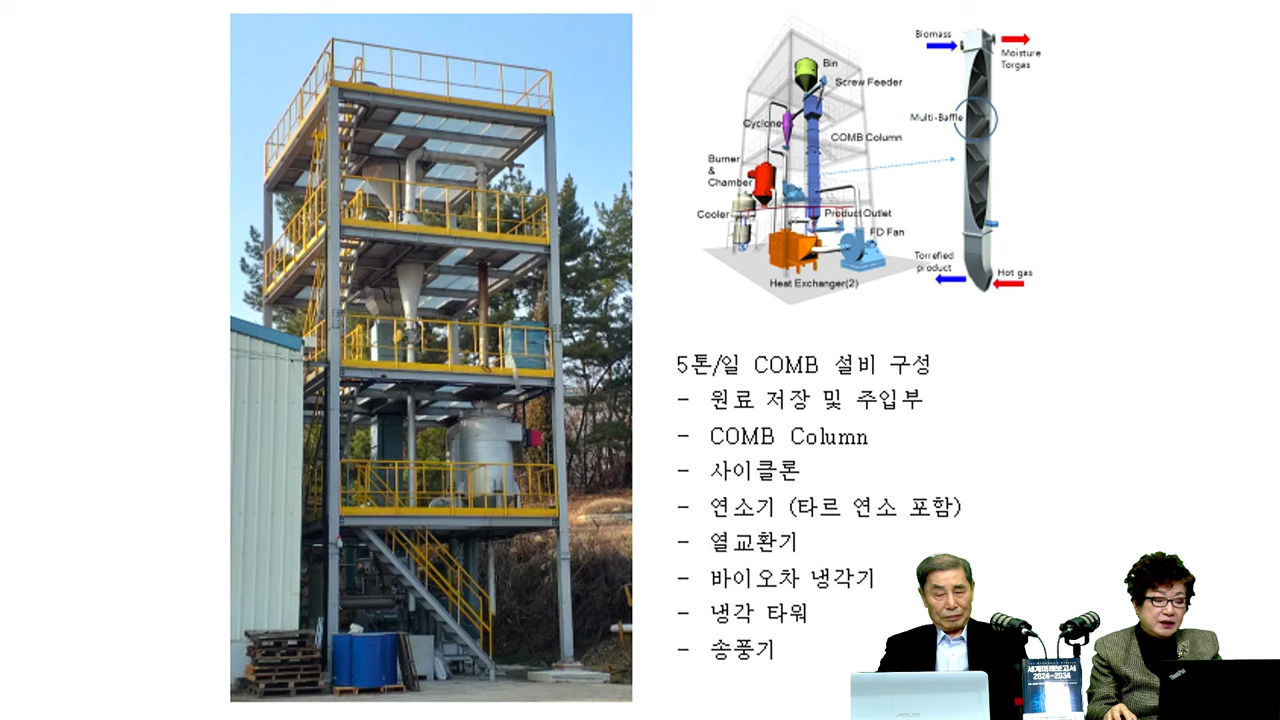 Bin
Screw Feeder
Cyclone
COMB Column
Burner
&
Chamber
Cooler
Product Outlet
FD Fan
Heat Exchanger(2)
Biomass
Moisture
Torgas
Multi-Baffle
Torrefied
product
Hot gas
5톤/일 COMB 설비 구성
- 원료 저장 및 주입부
- COMB Column
- 사이클론
- 연소기 (타르 연소 포함)
- 열교환기
- 바이오차 냉각기
- 냉각 타워
- 송풍기
세계미래보고서
2024-2034
ASUS
ThinkPad